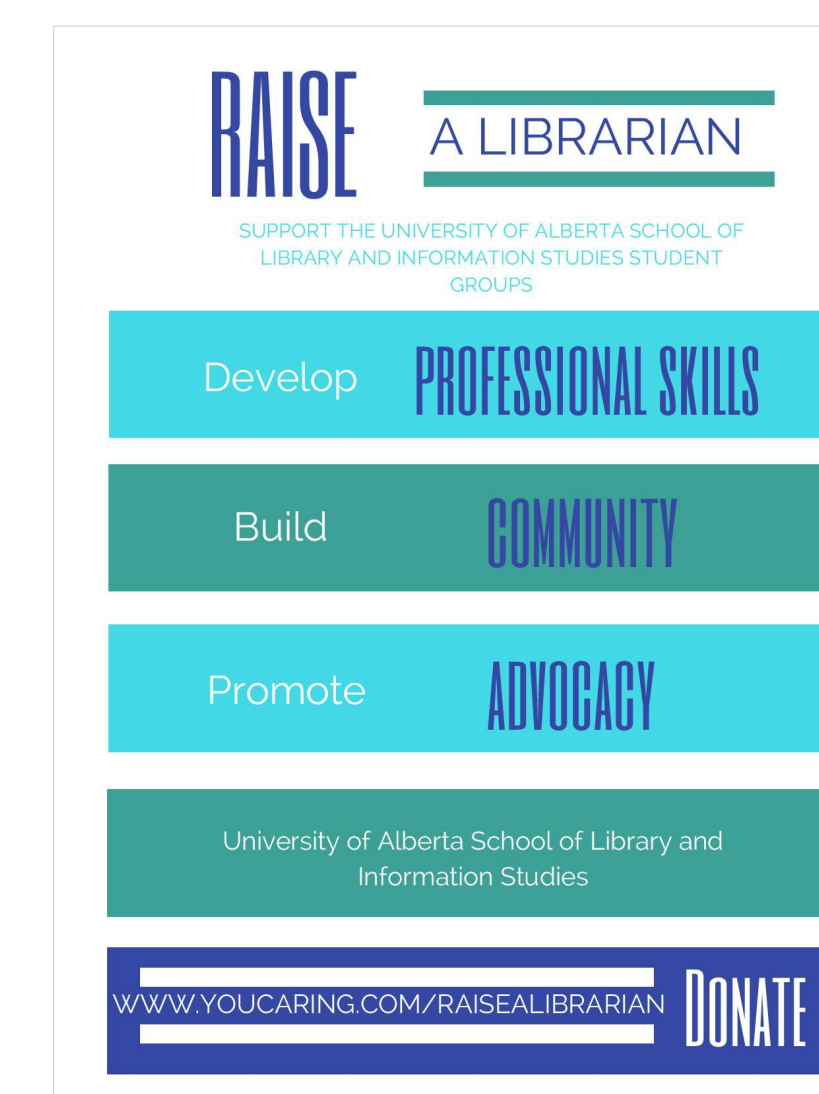 RAISE A LIBRARIAN
SUPPORT THE UNIVERSITY OF ALBERTA SCHOOL OF
LIBRARY AND INFORMATION STUDIES STUDENT
GROUPS
Develop PROFESSIONAL SKILLS
Build COMMUNITY
Promote ADVOCACY
University of Alberta School of Library and
Information Studies
WWW.YOUCARING.COM/RAISEALIBRARIAN DONATE